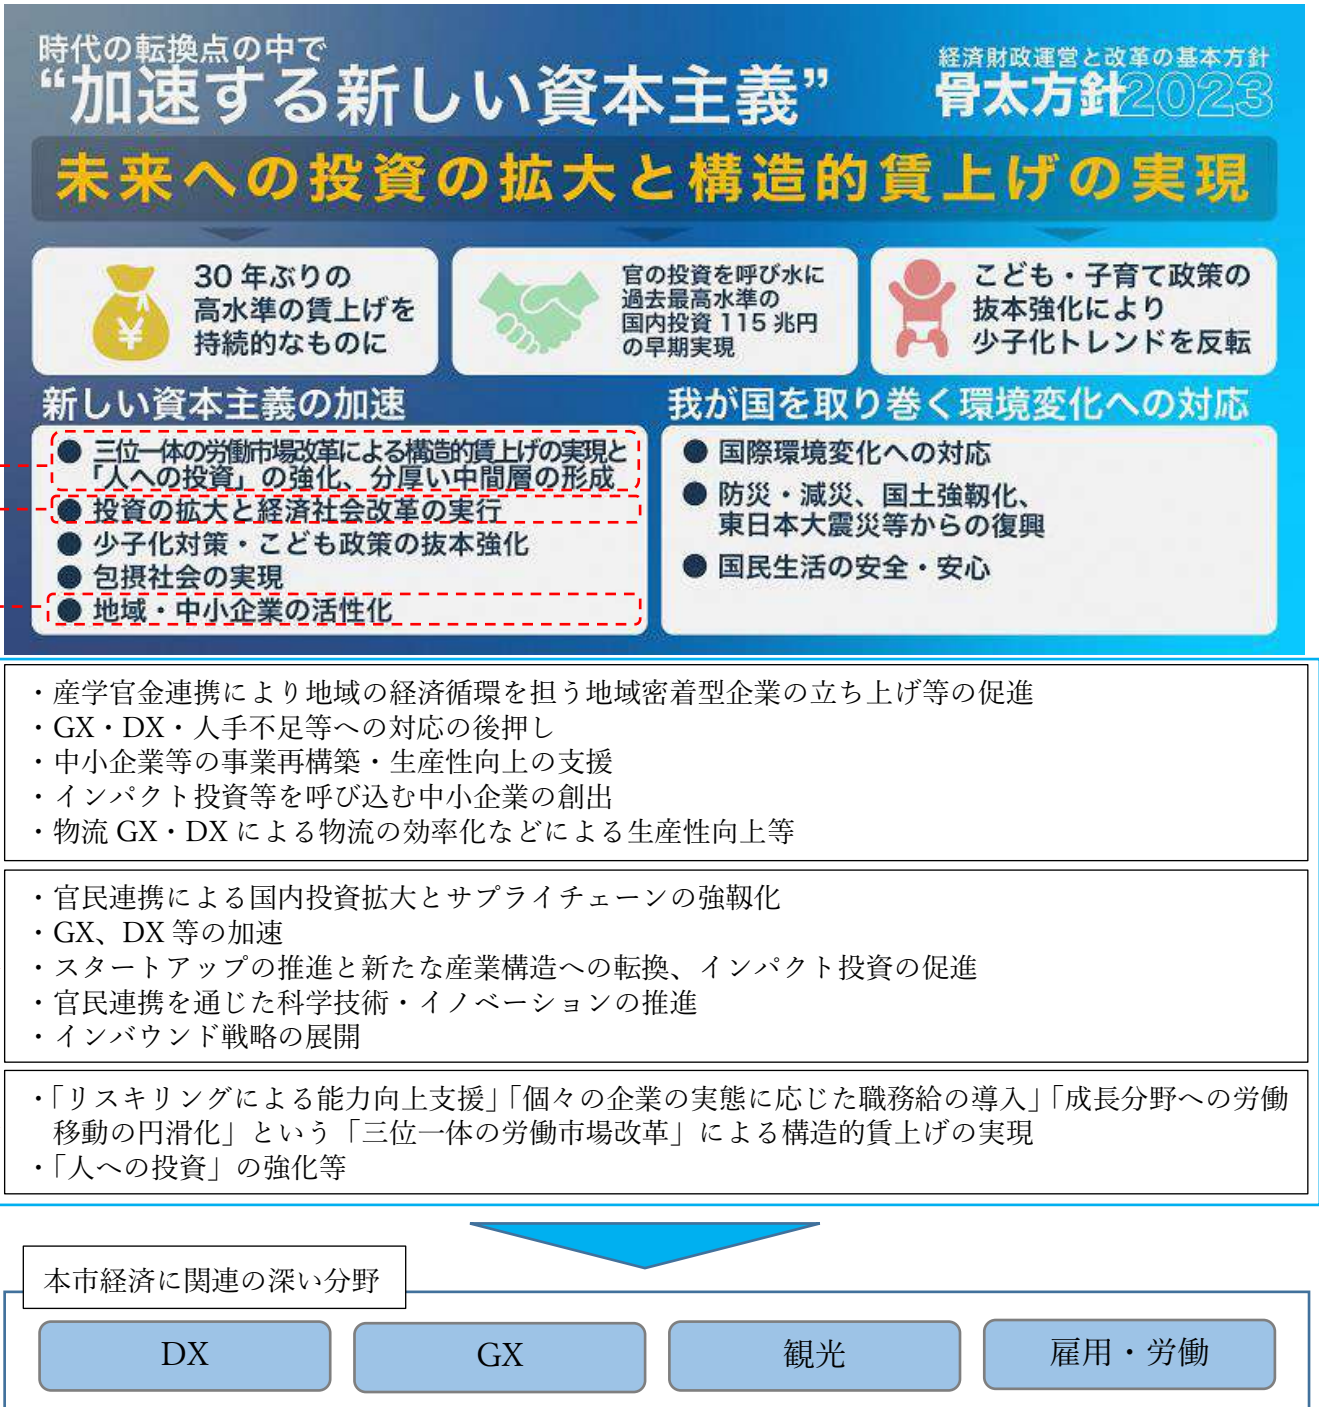 時代の転換点の中で
“加速する新しい資本主義”
経済財政運営と改革の基本方針
骨太方針2023
未来への投資の拡大と構造的賃上げの実現
30 年ぶりの
高水準の賃上げを
持続的なものに
官の投資を呼び水に
過去最高水準の
国内投資 115 兆円
の早期実現
こども・子育て政策の
抜本強化により
少子化トレンドを反転
新しい資本主義の加速
● 三位一体の労働市場改革による構造的賃上げの実現と
「人への投資」の強化、分厚い中間層の形成
● 投資の拡大と経済社会改革の実行
● 少子化対策・こども政策の抜本強化
● 包摂社会の実現
● 地域・中小企業の活性化
我が国を取り巻く環境変化への対応
● 国際環境変化への対応
● 防災・減災、国土強靱化、
東日本大震災等からの復興
● 国民生活の安全・安心
・産学官金連携により地域の経済循環を担う地域密着型企業の立ち上げ等の促進
・GX・DX・人手不足等への対応の後押し
・中小企業等の事業再構築・生産性向上の支援
・インパクト投資等を呼び込む中小企業の創出
・物流 GX・DX による物流の効率化などによる生産性向上等
・官民連携による国内投資拡大とサプライチェーンの強靱化
・GX、DX 等の加速
・スタートアップの推進と新たな産業構造への転換、インパクト投資の促進
・官民連携を通じた科学技術・イノベーションの推進
・インバウンド戦略の展開
・「リスキリングによる能力向上支援」「個々の企業の実態に応じた職務給の導入」「成長分野への労働
移動の円滑化」という「三位一体の労働市場改革」による構造的賃上げの実現
・「人への投資」の強化等
本市経済に関連の深い分野
DX
GX
観光
雇用・労働